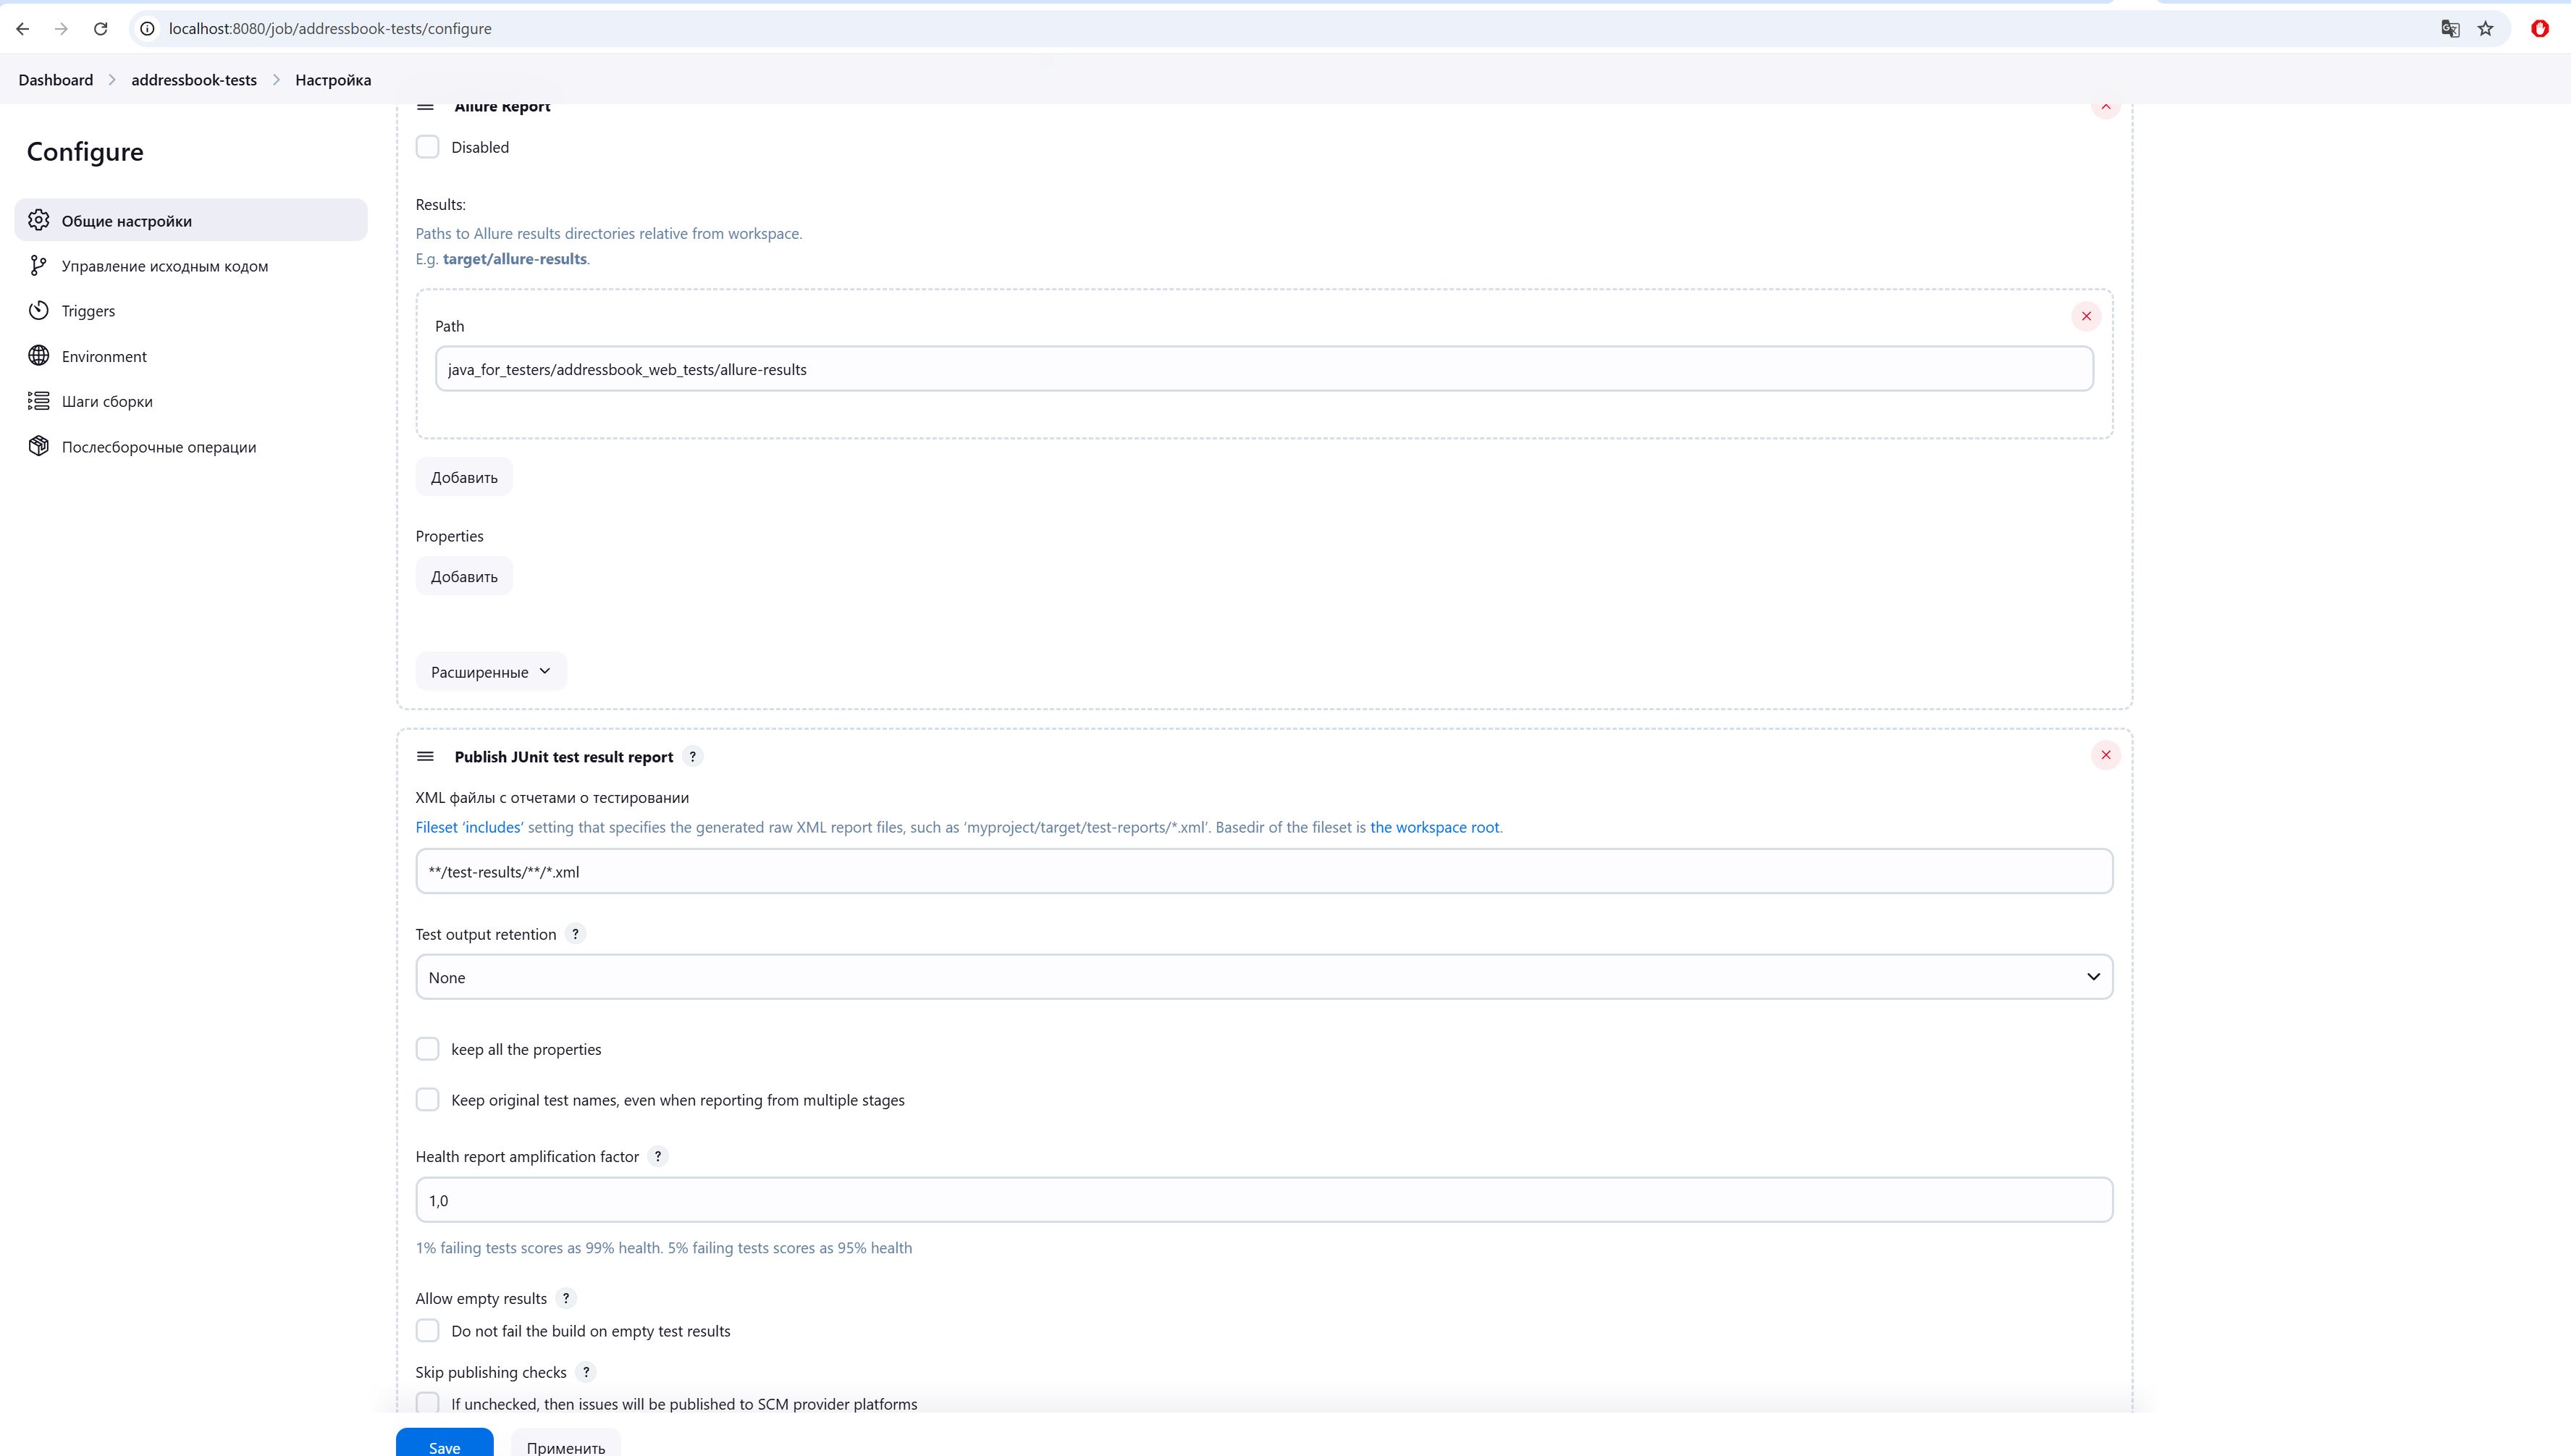 localhost:8080/job/addressbook-tests/configure
Dashboard > addressbook-tests > Настройка
Configure
Общие настройки
Управление исходным кодом
Triggers
Environment
Шаги сборки
Послесборочные операции
Allure Report
Disabled
Results:
Paths to Allure results directories relative from workspace.
E.g. target/allure-results.
Path
java_for_testers/addressbook_web_tests/allure-results
Добавить
Properties
Добавить
Расширенные
Publish JUnit test result report ?
XML файлы с отчетами о тестировании
Fileset ‘includes’ setting that specifies the generated raw XML report files, such as ‘myproject/target/test-reports/*.xml’. Basedir of the fileset is the workspace root.
**/test-results/**/*.xml
Test output retention ?
None
keep all the properties
Keep original test names, even when reporting from multiple stages
Health report amplification factor ?
1,0
1% failing tests scores as 99% health. 5% failing tests scores as 95% health
Allow empty results ?
Do not fail the build on empty test results
Skip publishing checks ?
If unchecked, then issues will be published to SCM provider platforms
Save Применить